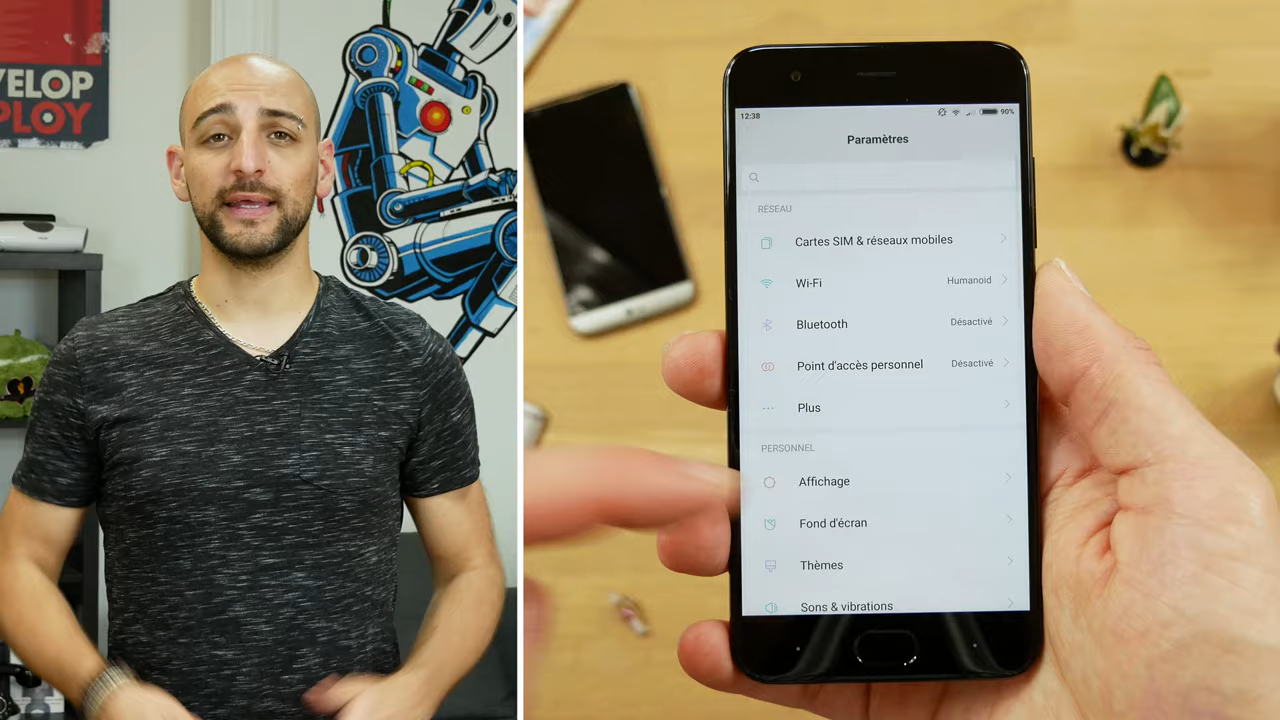 VELOP
PLOY
12:38
90%
Paramètres
RÉSEAU
Cartes SIM & réseaux mobiles
Wi-Fi
Humanoid
Bluetooth
Désactivé
Point d'accès personnel
Désactivé
Plus
PERSONNEL
Affichage
Fond d'écran
Thèmes
Sons & vibrations